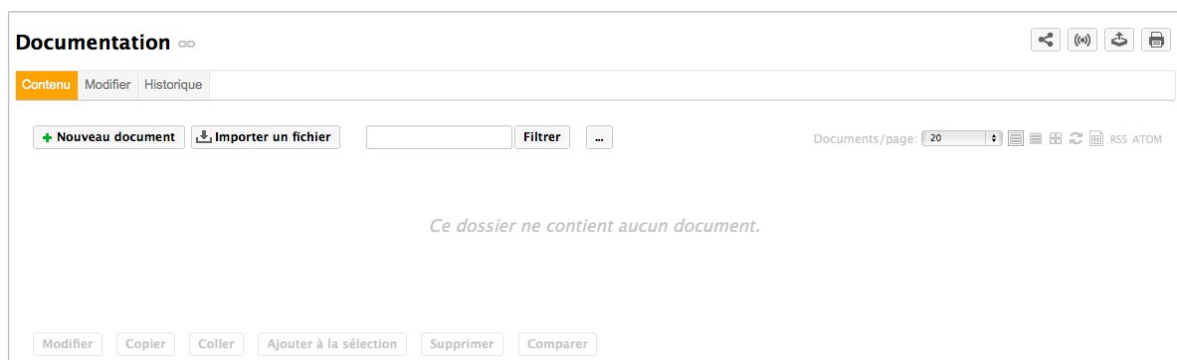 Documentation
Contenu Modifier Historique
Nouveau document Importer un fichier Filtrer ... Documents/page: 20 RSS ATOM
Ce dossier ne contient aucun document.
Modifier Copier Coller Ajouter à la sélection Supprimer Comparer